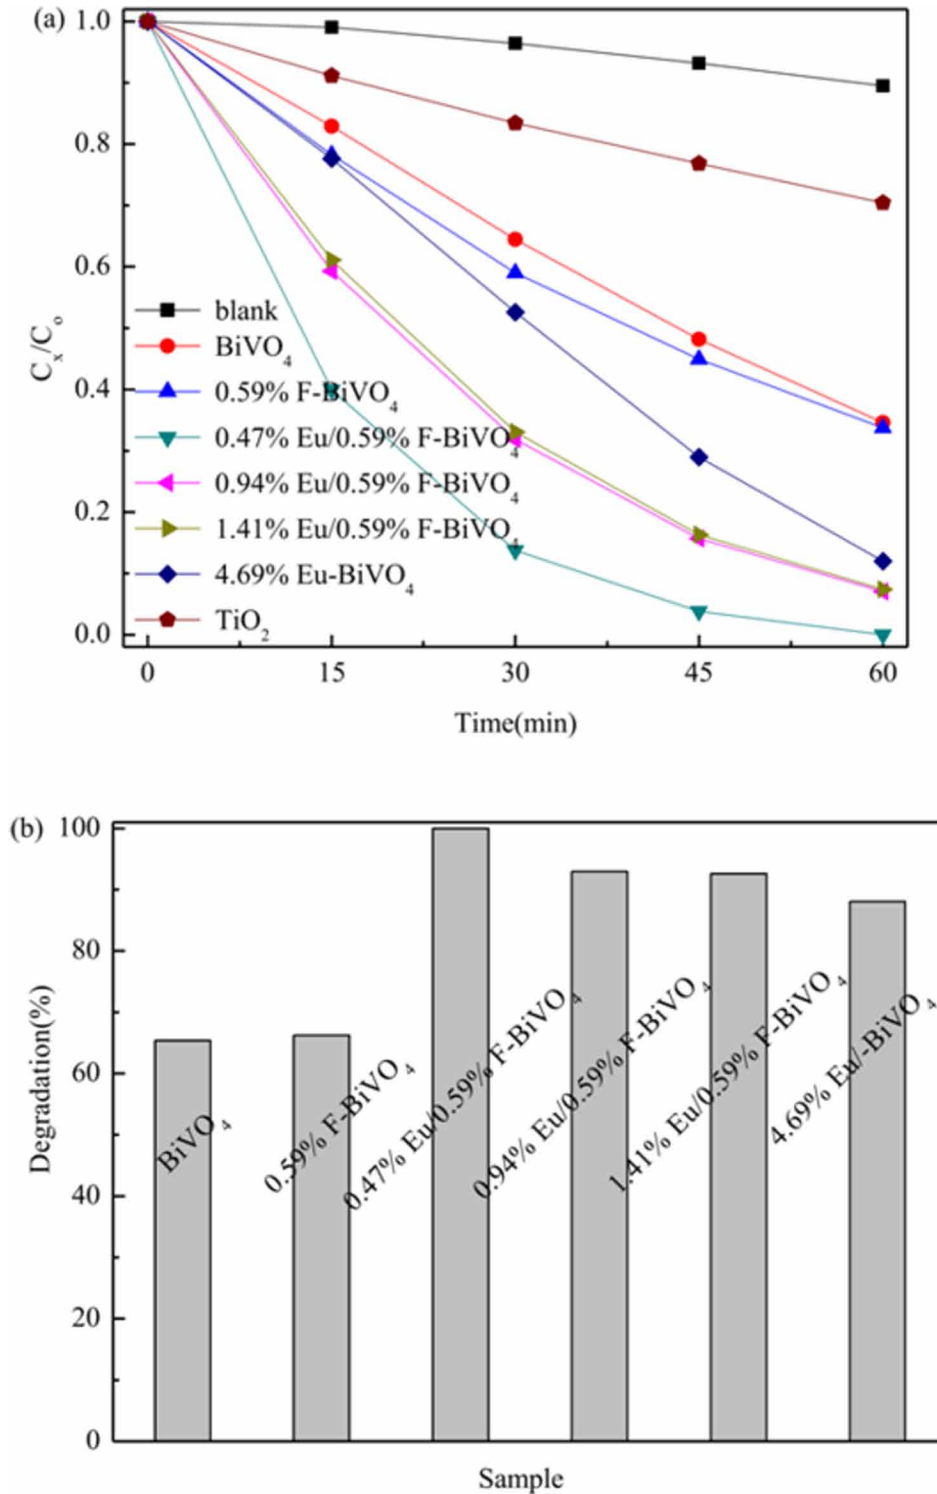 (a)
1.0
0.8
0.6
0.4
0.2
0.0
Cₓ/Cₒ
blank
BiVO₄
0.59% F-BiVO₄
0.47% Eu/0.59% F-BiVO₄
0.94% Eu/0.59% F-BiVO₄
1.41% Eu/0.59% F-BiVO₄
4.69% Eu-BiVO₄
TiO₂
0 15 30 45 60
Time(min)
(b)
100
80
60
40
20
0
Degradation(%)
BiVO₄
0.59% F-BiVO₄
0.47% Eu/0.59% F-BiVO₄
0.94% Eu/0.59% F-BiVO₄
1.41% Eu/0.59% F-BiVO₄
4.69% Eu/-BiVO₄
Sample